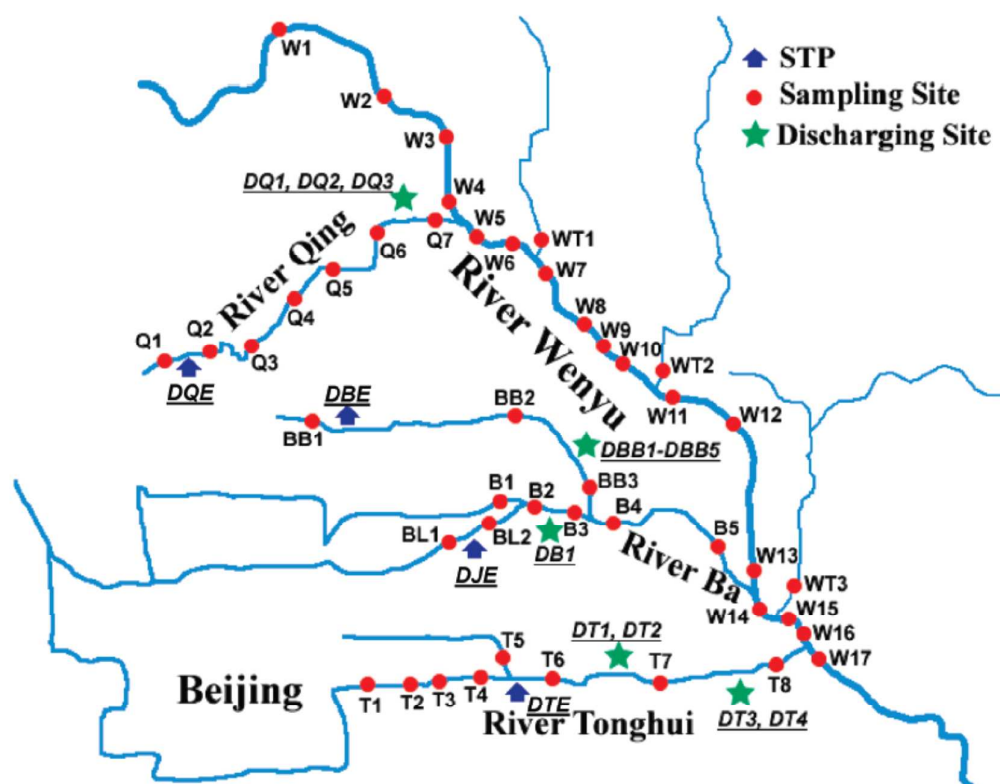 W1
STP
Sampling Site
Discharging Site
W2
W3
DQ1, DQ2, DQ3
W4
W5
Q7
WT1
Q6
W6
W7
River Qing
River Wenyu
Q5
Q4
W8
W9
W10
WT2
Q1
Q2
Q3
DQE
DBE
BB2
W11
W12
BB1
DBB1-DBB5
BB3
B1
B2
B3
B4
B5
BL1
BL2
DJE
DB1
River Ba
W13
WT3
W14
W15
W16
W17
DT1, DT2
T5
T6
T7
T8
Beijing
T1
T2
T3
T4
DTE
River Tonghui
DT3, DT4